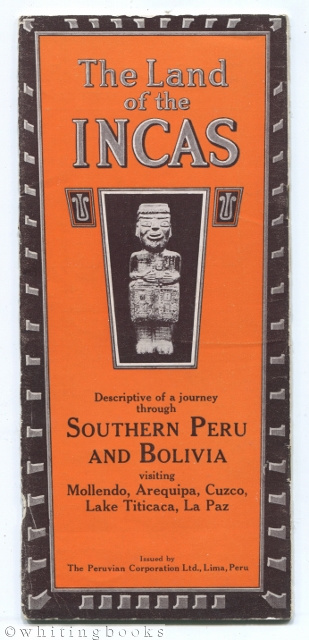 The Land
of the
INCAS
Descriptive of a journey
through
SOUTHERN PERU
AND BOLIVIA
visiting
Mollendo, Arequipa, Cuzco,
Lake Titicaca, La Paz
Issued by
The Peruvian Corporation Ltd., Lima, Peru
©whitingbooks